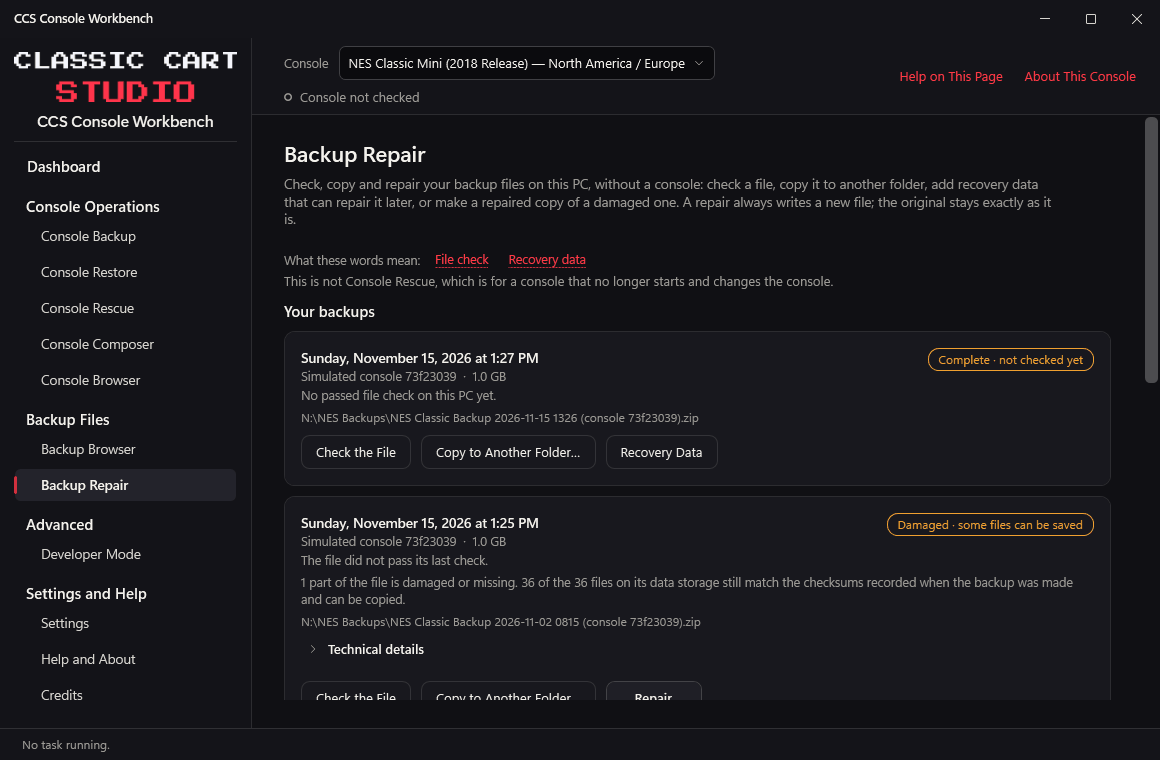 CCS Console Workbench
CLASSIC CART
STUDIO
CCS Console Workbench
Dashboard
Console Operations
Console Backup
Console Restore
Console Rescue
Console Composer
Console Browser
Backup Files
Backup Browser
Backup Repair
Advanced
Developer Mode
Settings and Help
Settings
Help and About
Credits
Console
NES Classic Mini (2018 Release) — North America / Europe
Console not checked
Help on This Page
About This Console
Backup Repair
Check, copy and repair your backup files on this PC, without a console: check a file, copy it to another folder, add recovery data
that can repair it later, or make a repaired copy of a damaged one. A repair always writes a new file; the original stays exactly as it
is.
What these words mean: File check Recovery data
This is not Console Rescue, which is for a console that no longer starts and changes the console.
Your backups
Sunday, November 15, 2026 at 1:27 PM
Complete · not checked yet
Simulated console 73f23039 · 1.0 GB
No passed file check on this PC yet.
N:\NES Backups\NES Classic Backup 2026-11-15 1326 (console 73f23039).zip
Check the File
Copy to Another Folder...
Recovery Data
Sunday, November 15, 2026 at 1:25 PM
Damaged · some files can be saved
Simulated console 73f23039 · 1.0 GB
The file did not pass its last check.
1 part of the file is damaged or missing. 36 of the 36 files on its data storage still match the checksums recorded when the backup was made
and can be copied.
N:\NES Backups\NES Classic Backup 2026-11-02 0815 (console 73f23039).zip
Technical details
Check the File
Copy to Another Folder...
Repair
No task running.